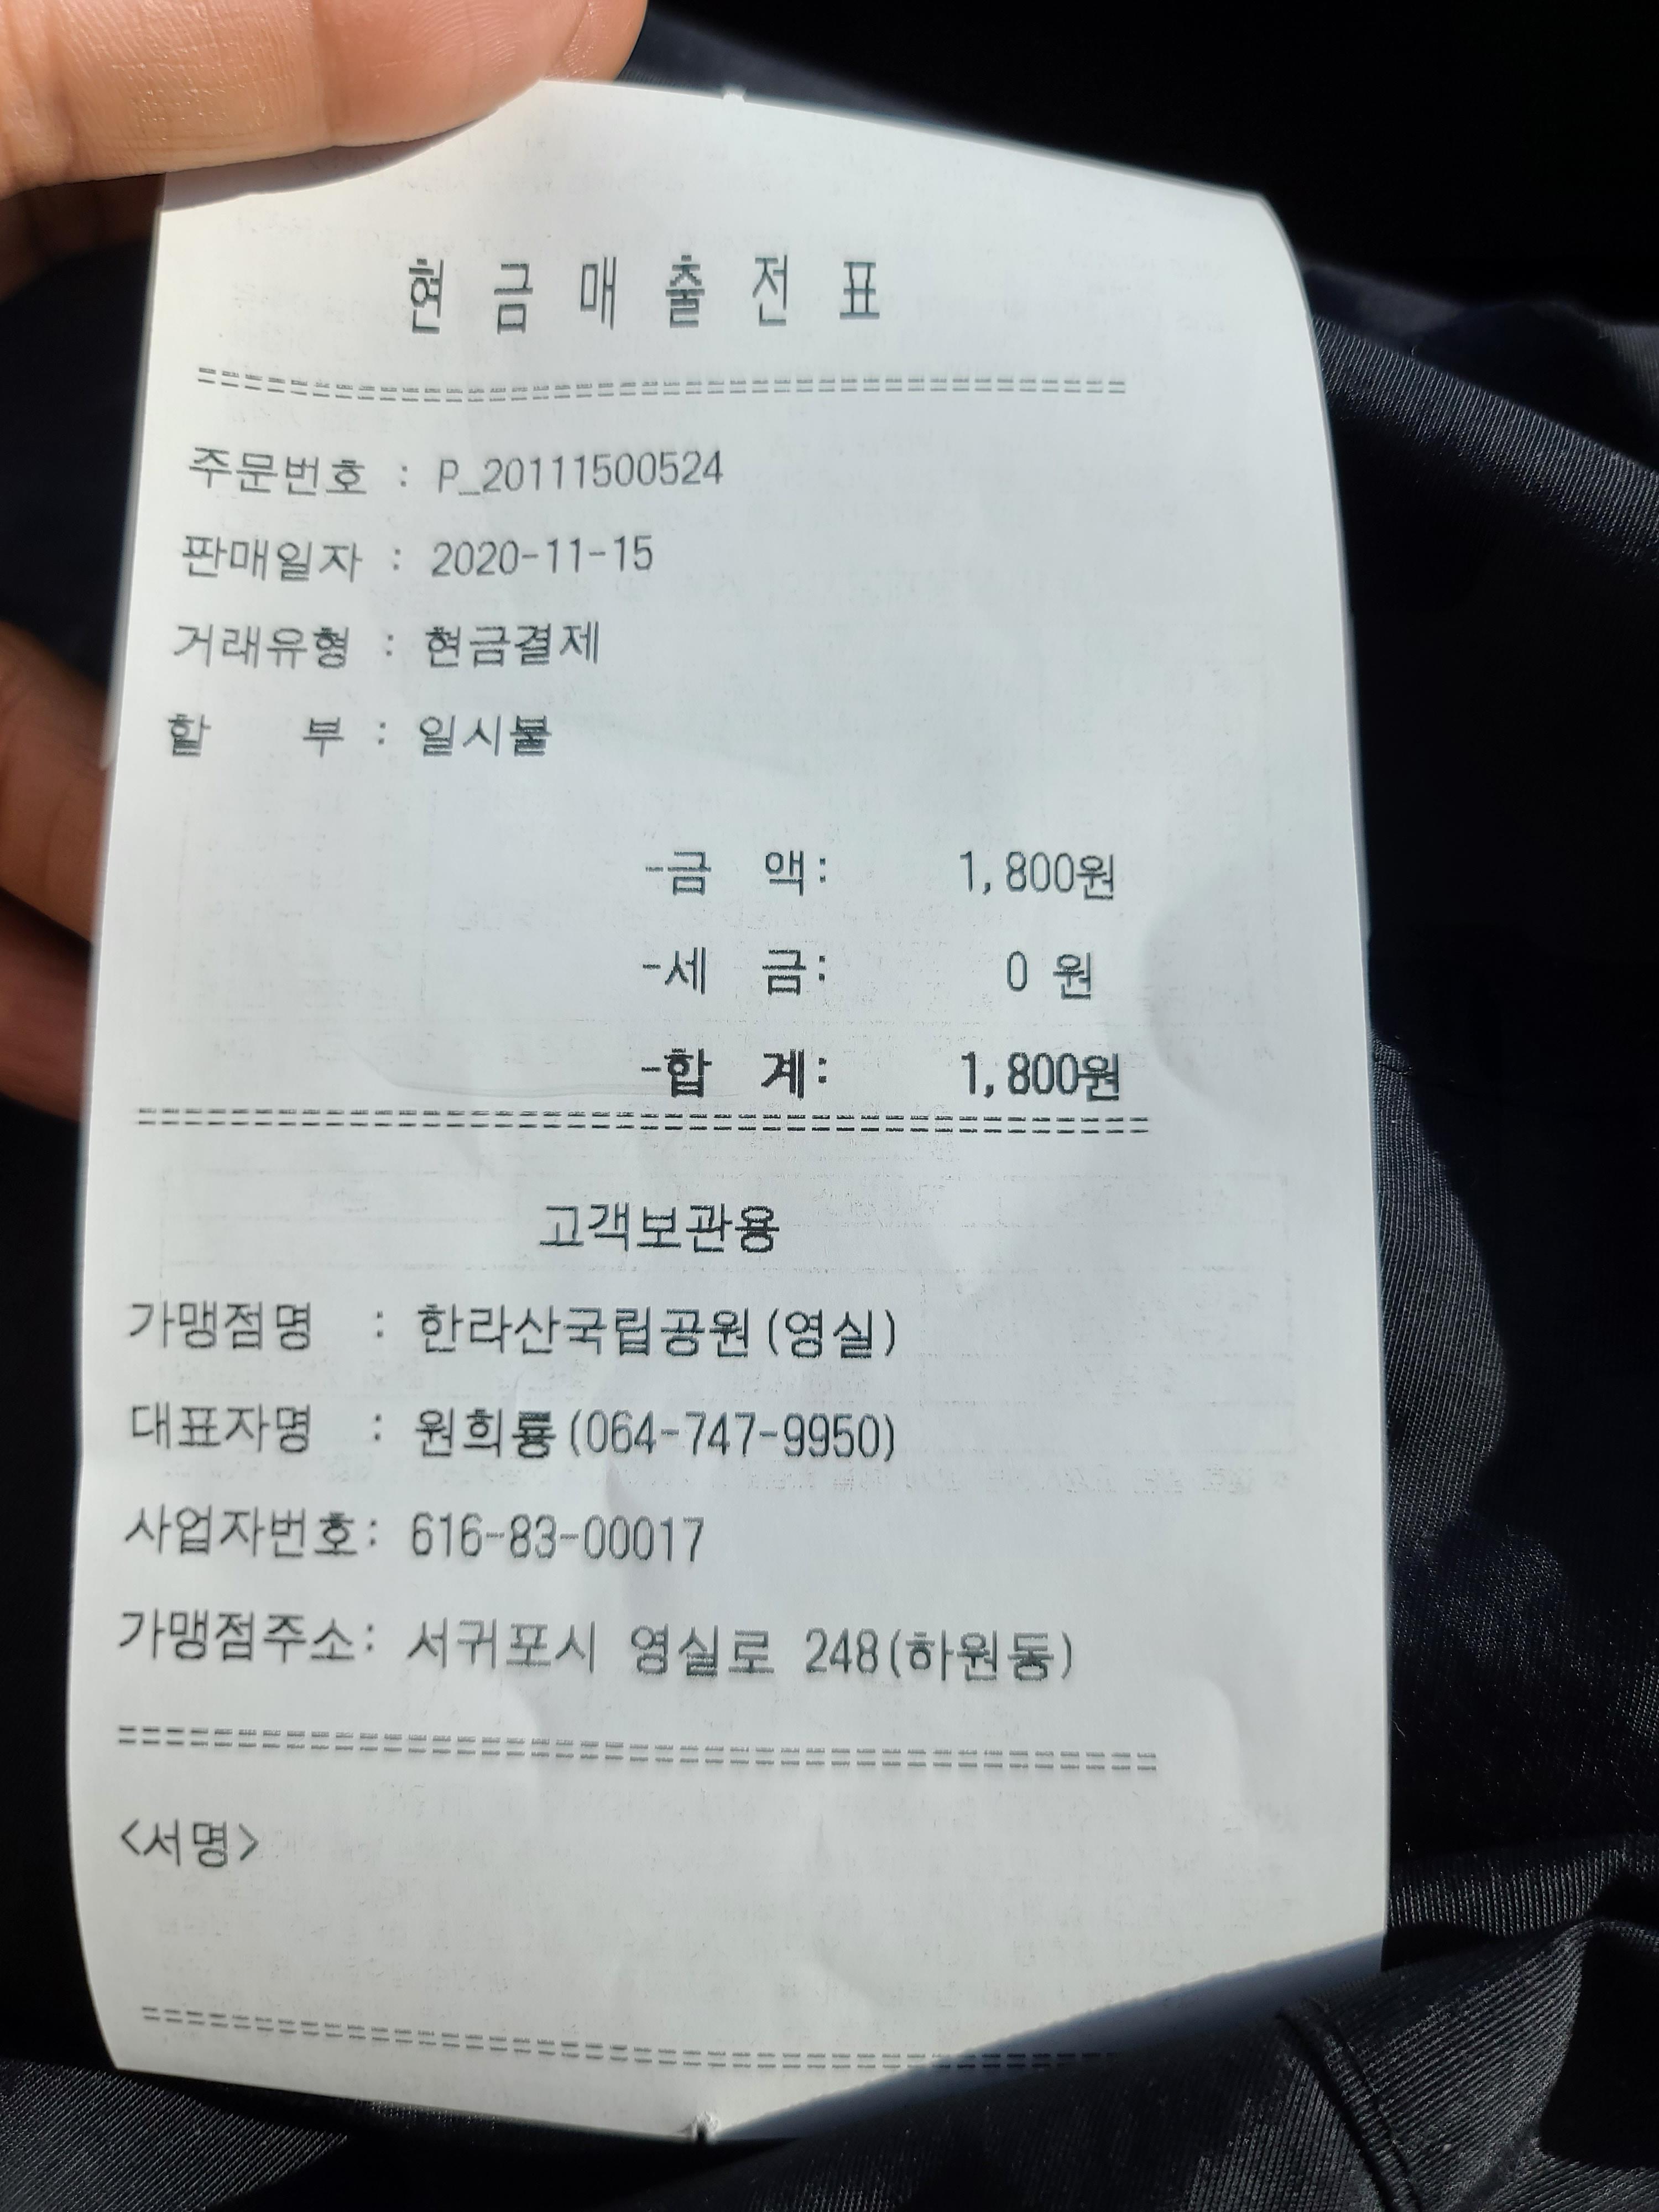 현 금 매 출 전 표
==========================================
주문번호 : P_20111500524
판매일자 : 2020-11-15
거래유형 : 현금결제
할 부 : 일시불
-금 액: 1,800원
-세 금: 0 원
-합 계: 1,800원
==========================================
고객보관용
가맹점명 : 한라산국립공원(영실)
대표자명 : 원희룡(064-747-9950)
사업자번호: 616-83-00017
가맹점주소: 서귀포시 영실로 248(하원동)
==========================================
<서명>
==========================================